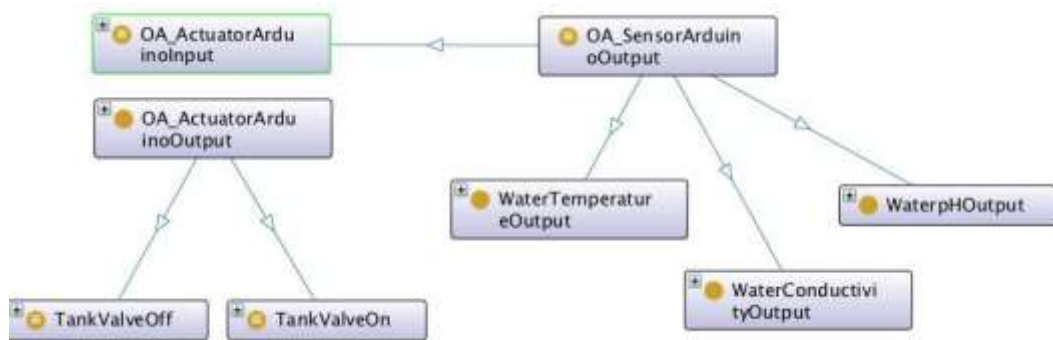 OA_ActuatorArdu
inoInput
OA_SensorArduin
oOutput
OA_ActuatorArdu
inoOutput
WaterTemperatur
eOutput
WaterpHOutput
WaterConductivi
tyOutput
TankValveOff
TankValveOn